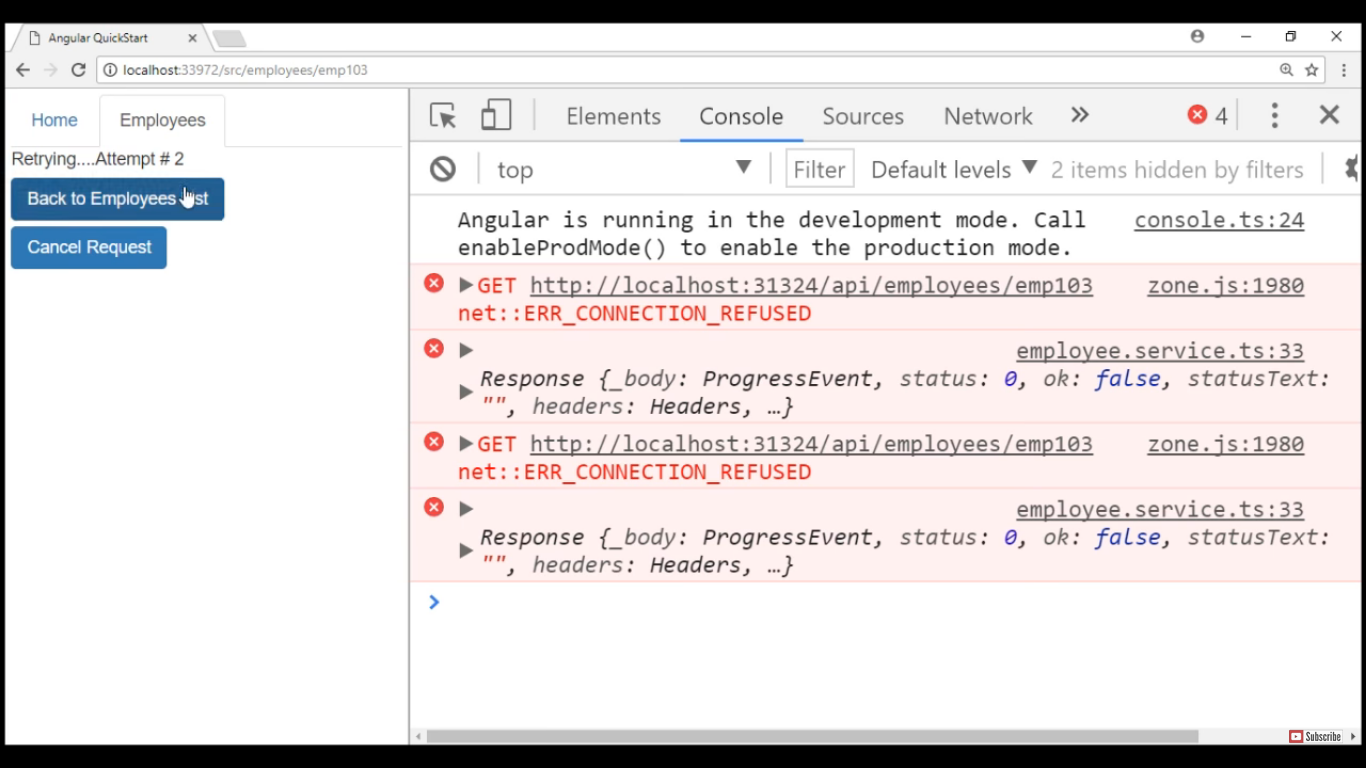 Angular QuickStart
localhost:33972/src/employees/emp103
Home
Employees
Retrying....Attempt # 2
Back to Employees
Cancel Request
Elements
Console
Sources
Network
4
top
Filter
Default levels
2 items hidden by filters
Angular is running in the development mode. Call console.ts:24
enableProdMode() to enable the production mode.
GET http://localhost:31324/api/employees/emp103 zone.js:1980
net::ERR_CONNECTION_REFUSED
employee.service.ts:33
Response {_body: ProgressEvent, status: 0, ok: false, statusText:
"", headers: Headers, …}
GET http://localhost:31324/api/employees/emp103 zone.js:1980
net::ERR_CONNECTION_REFUSED
employee.service.ts:33
Response {_body: ProgressEvent, status: 0, ok: false, statusText:
"", headers: Headers, …}
Subscribe